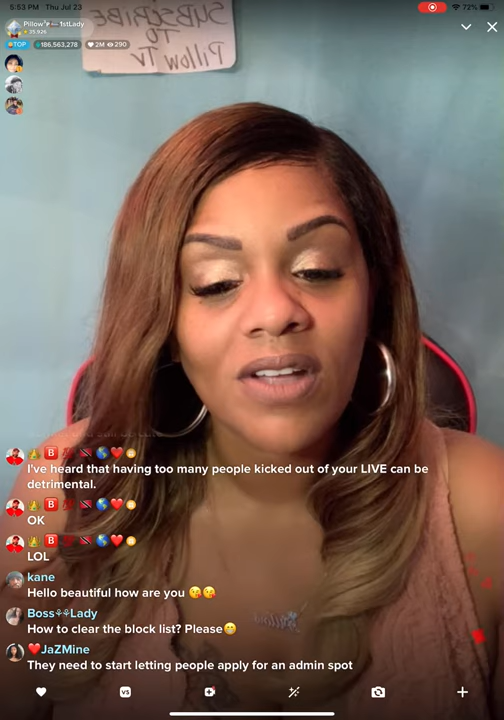 5:53 PM Thu Jul 23
72%
SUBSCRIBE
TO
Pillow Tv
Pillow
1stLady
35,926
TOP
186,563,278
2M
290
I've heard that having too many people kicked out of your LIVE can be
detrimental.
OK
LOL
kane
Hello beautiful how are you 😘😘
Boss⚘⚘Lady
How to clear the block list? Please😁
❤️JaZMine
They need to start letting people apply for an admin spot
VS